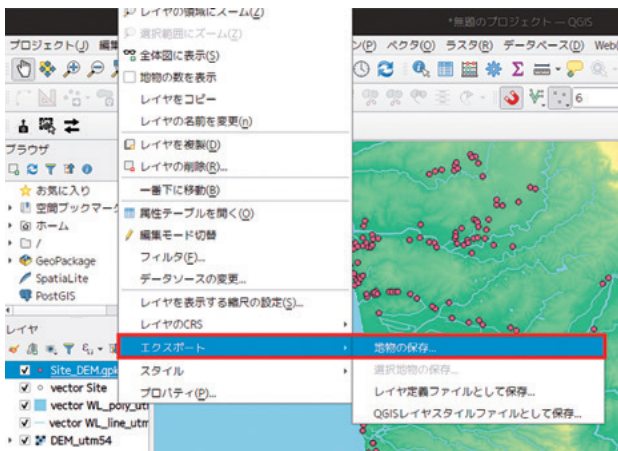 *無題のプロジェクト — QGIS
プロジェクト(J)
ン(P) ベクタ(O) ラスタ(R) データベース(D) Web(
レイヤの領域にズーム(Z)
選択範囲にズーム(Z)
全体図に表示(S)
地物の数を表示
レイヤをコピー
レイヤの名前を変更(n)
レイヤを複製(D)
レイヤの削除(R)...
一番下に移動(B)
属性テーブルを開く(O)
編集モード切替
フィルタ(F)...
データソースの変更...
レイヤを表示する縮尺の設定(S)...
レイヤのCRS
エクスポート
スタイル
プロパティ(P)...
地物の保存...
選択地物の保存...
レイヤ定義ファイルとして保存...
QGISレイヤスタイルファイルとして保存...
6
ブラウザ
お気に入り
空間ブックマーク
ホーム
/
GeoPackage
SpatiaLite
PostGIS
レイヤ
Site_DEM.gpk
vector Site
vector WL_poly_utm
vector WL_line_utm
DEM_utm54